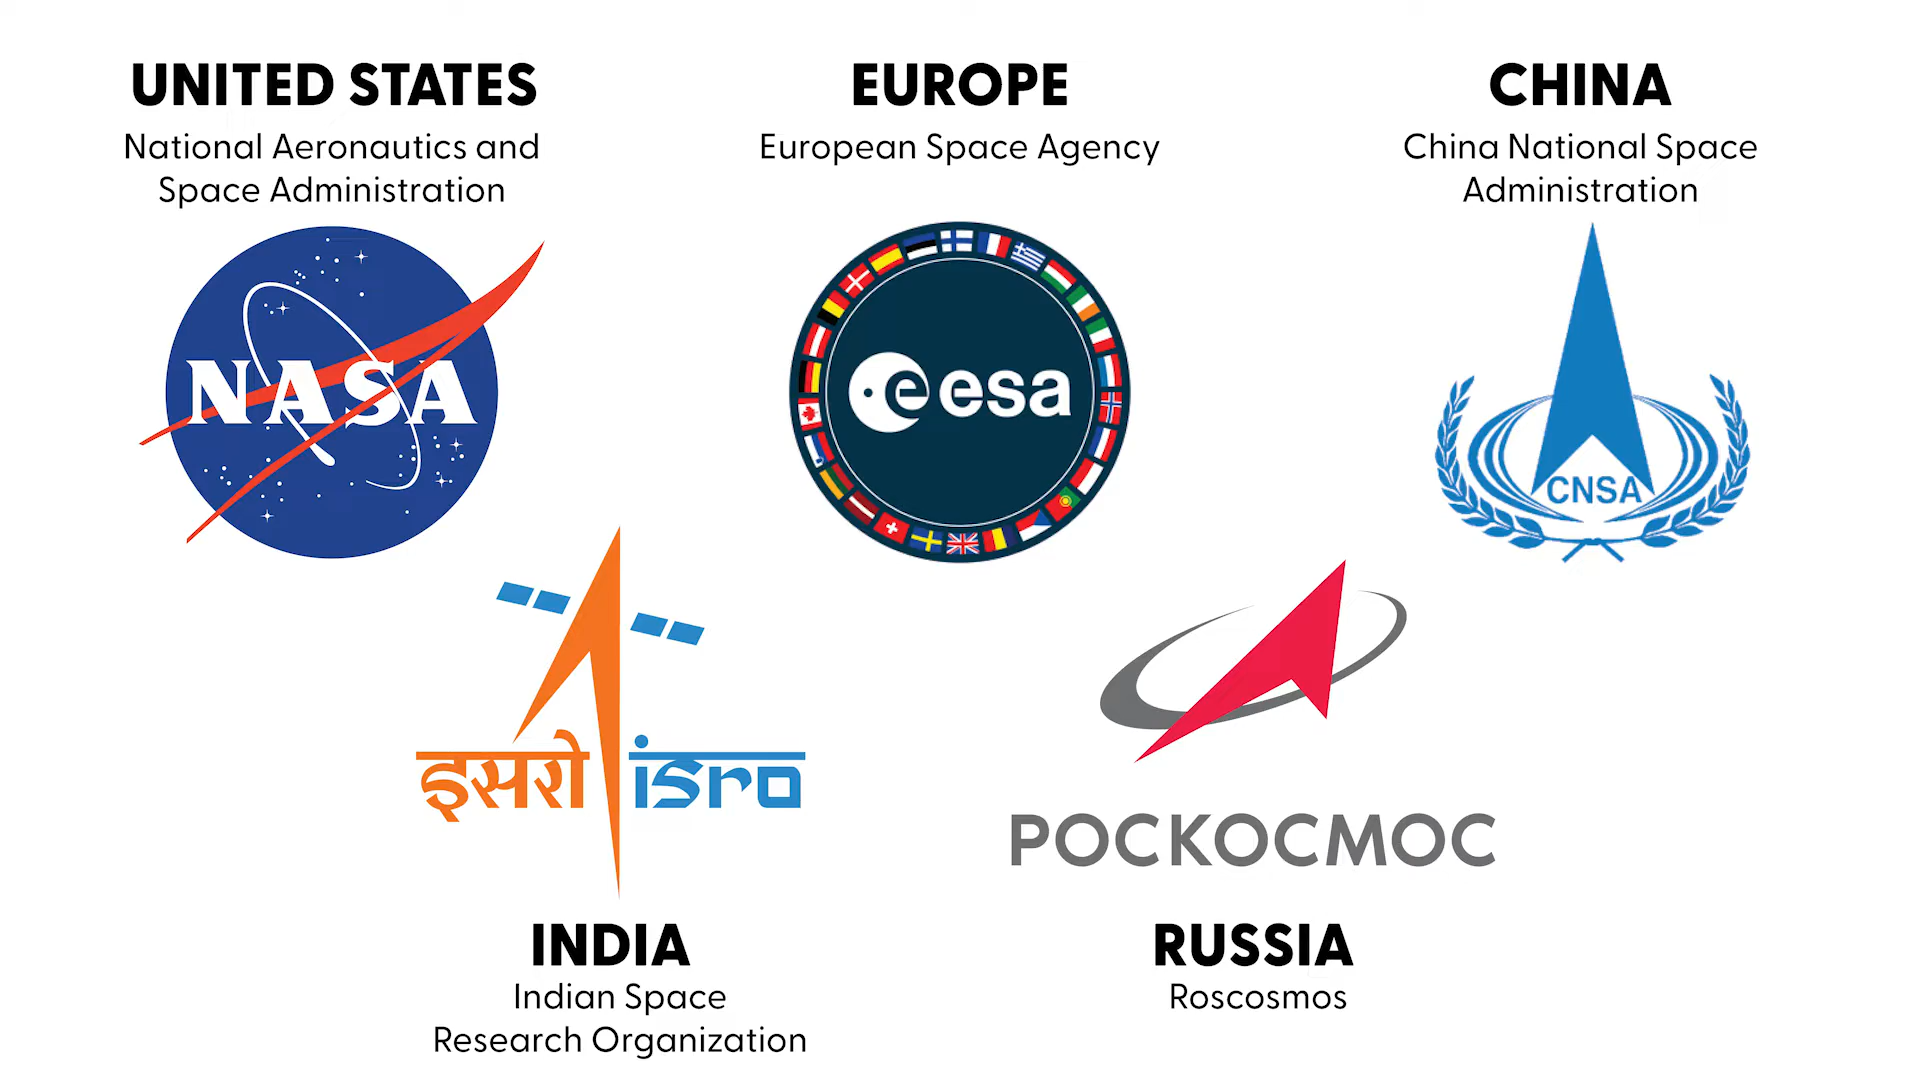 UNITED STATES
National Aeronautics and
Space Administration
NASA
EUROPE
European Space Agency
esa
CHINA
China National Space
Administration
CNSA
इसरो isro
INDIA
Indian Space
Research Organization
РОСКОСМОС
RUSSIA
Roscosmos